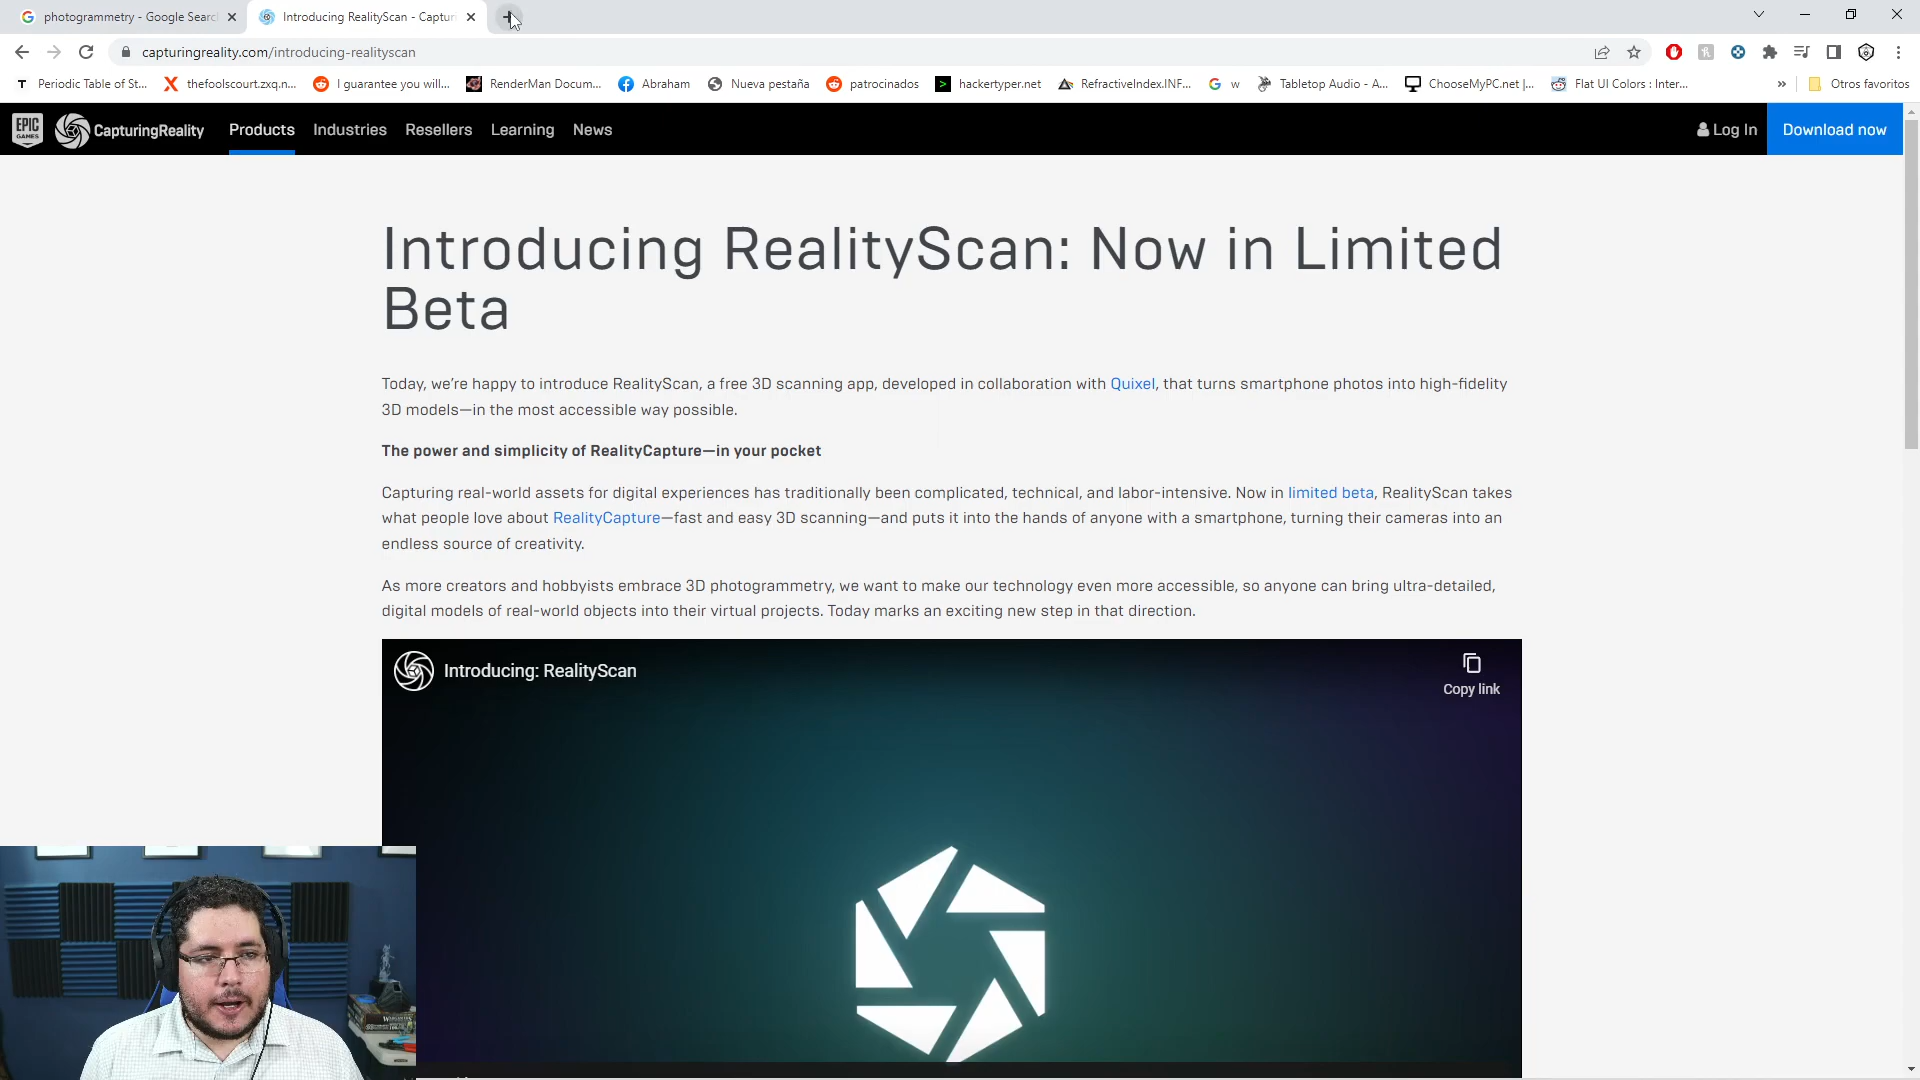 photogrammetry - Google Searc
Introducing RealityScan - Captur
capturingreality.com/introducing-realityscan
Periodic Table of St...
thefoolscourt.zxq.n...
I guarantee you will...
RenderMan Docum...
Abraham
Nueva pestaña
patrocinados
hackertyper.net
RefractiveIndex.INF...
w
Tabletop Audio - A...
ChooseMyPC.net |...
Flat UI Colors : Inter...
»
Otros favoritos
EPIC GAMES
CapturingReality
Products
Industries
Resellers
Learning
News
Log In
Download now
Introducing RealityScan: Now in Limited
Beta
Today, we're happy to introduce RealityScan, a free 3D scanning app, developed in collaboration with Quixel, that turns smartphone photos into high-fidelity
3D models—in the most accessible way possible.
The power and simplicity of RealityCapture—in your pocket
Capturing real-world assets for digital experiences has traditionally been complicated, technical, and labor-intensive. Now in limited beta, RealityScan takes
what people love about RealityCapture—fast and easy 3D scanning—and puts it into the hands of anyone with a smartphone, turning their cameras into an
endless source of creativity.
As more creators and hobbyists embrace 3D photogrammetry, we want to make our technology even more accessible, so anyone can bring ultra-detailed,
digital models of real-world objects into their virtual projects. Today marks an exciting new step in that direction.
Introducing: RealityScan
Copy link